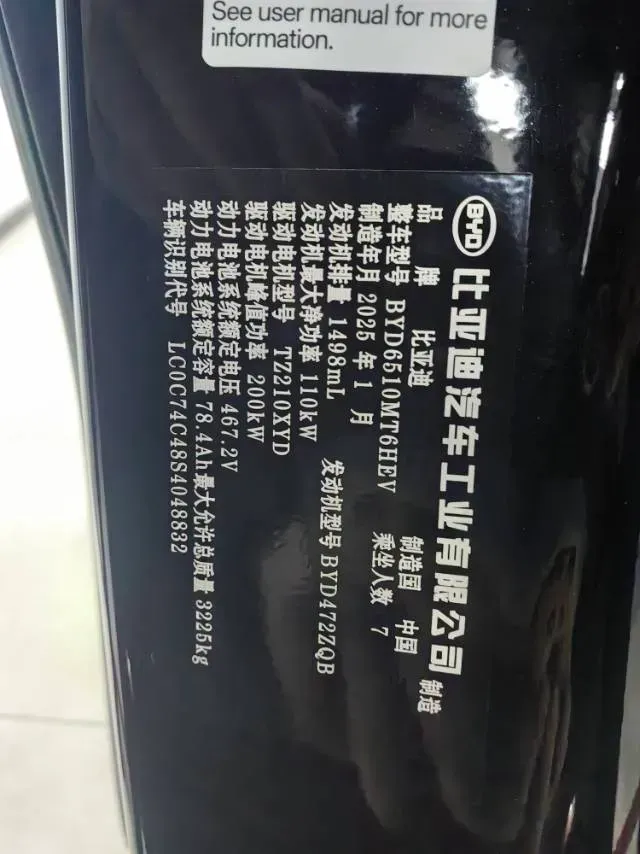 See user manual for more
information.
BYD 比亚迪汽车工业有限公司 制造
品牌 比亚迪 制造国 中国
整车型号 BYD6510MT6HEV 乘坐人数 7
制造年月 2025 年 1 月
发动机排量 1498mL 发动机型号 BYD472ZQB
发动机最大净功率 110kW
驱动电机型号 TZ210XYD
驱动电机峰值功率 200kW
动力电池系统额定电压 467.2V
动力电池系统额定容量 78.4Ah 最大允许总质量 3225kg
车辆识别代号 LC0C74C48S4048832